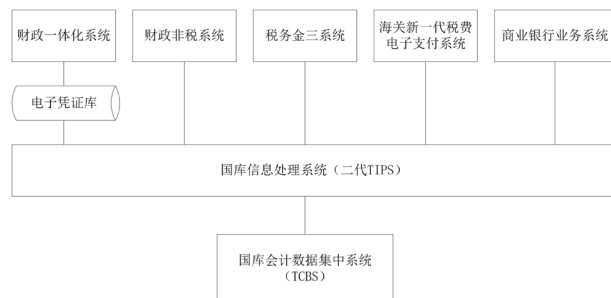 财政一体化系统
财政非税系统
税务金三系统
海关新一代税费
电子支付系统
商业银行业务系统
电子凭证库
国库信息处理系统（二代TIPS）
国库会计数据集中系统
（TCBS）